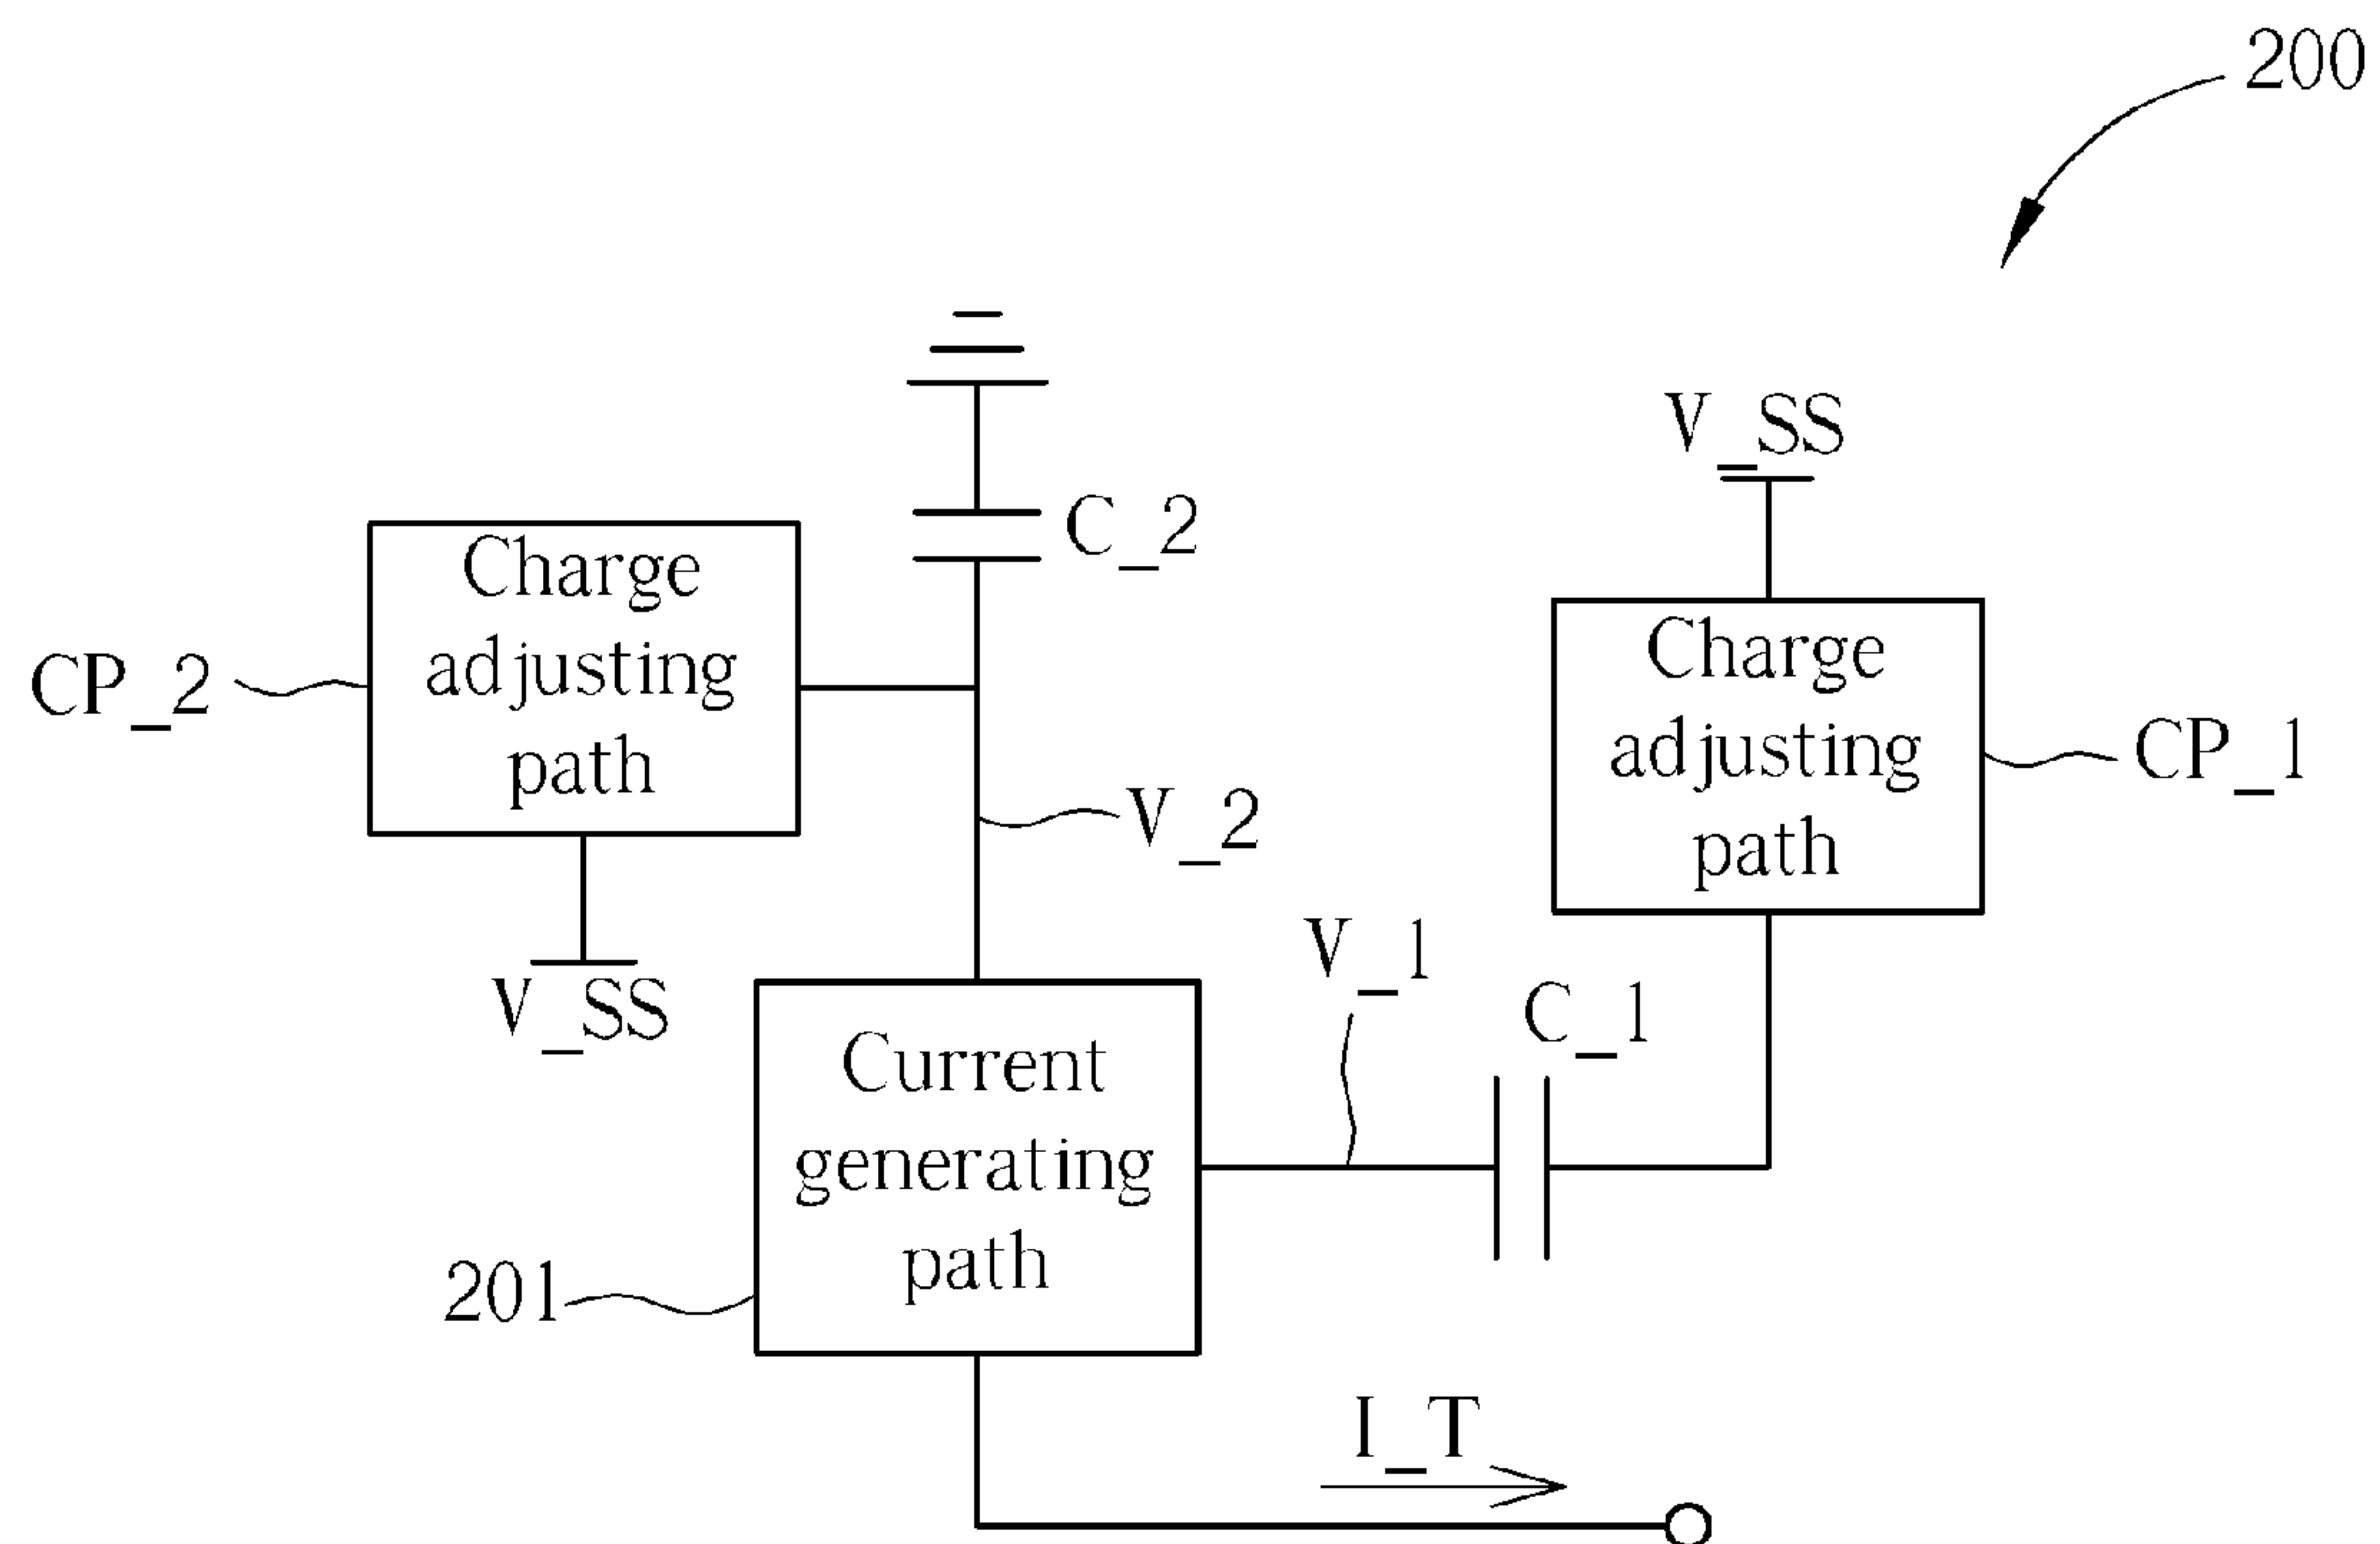 200
V_SS
C_2
Charge
adjusting
path
CP_2
Charge
adjusting
path
CP_1
V_2
V_SS
V_1
C_1
Current
generating
path
201
I_T